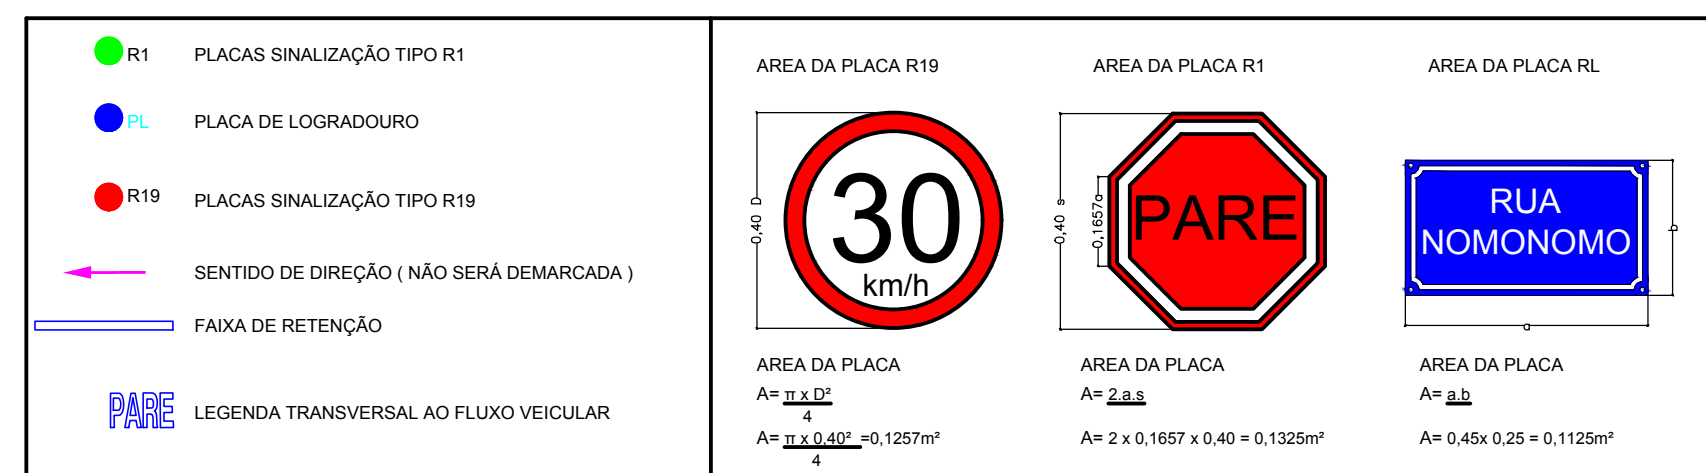 R1 PLACAS SINALIZAÇÃO TIPO R1
PL PLACA DE LOGRADOURO
R19 PLACAS SINALIZAÇÃO TIPO R19
SENTIDO DE DIREÇÃO ( NÃO SERÁ DEMARCADA )
FAIXA DE RETENÇÃO
PARE LEGENDA TRANSVERSAL AO FLUXO VEICULAR
AREA DA PLACA R19
0,40 D
30
km/h
AREA DA PLACA
A= π x D²
4
A= π x 0,40² =0,1257m²
4
AREA DA PLACA R1
0,40 s
0,1657a
PARE
AREA DA PLACA
A= 2.a.s
A= 2 x 0,1657 x 0,40 = 0,1325m²
AREA DA PLACA RL
RUA
NOMONOMO
b
a
AREA DA PLACA
A= a.b
A= 0,45x 0,25 = 0,1125m²